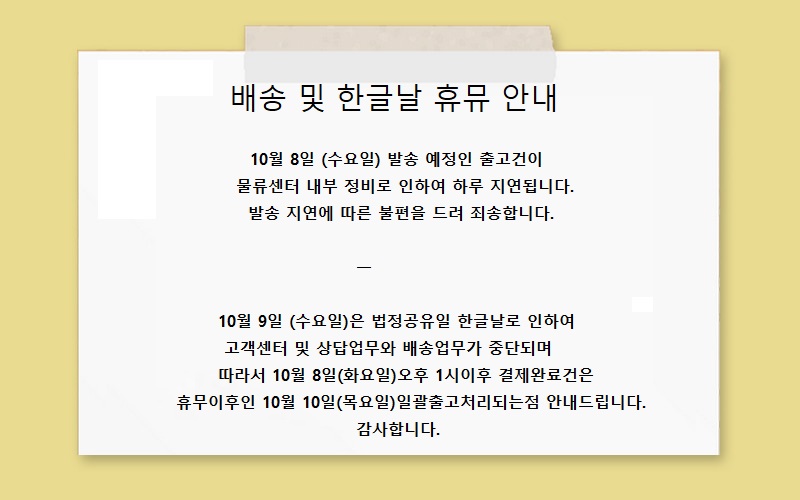 배송 및 한글날 휴뮤 안내
10월 8일 (수요일) 발송 예정인 출고건이
물류센터 내부 정비로 인하여 하루 지연됩니다.
발송 지연에 따른 불편을 드려 죄송합니다.
—
10월 9일 (수요일)은 법정공유일 한글날로 인하여
고객센터 및 상답업무와 배송업무가 중단되며
따라서 10월 8일(화요일)오후 1시이후 결제완료건은
휴무이후인 10월 10일(목요일)일괄출고처리되는점 안내드립니다.
감사합니다.